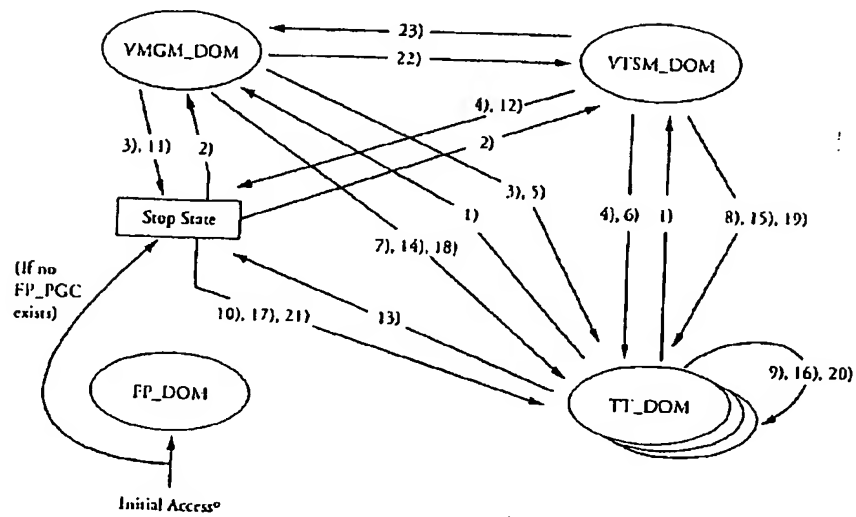 23)
VMGM_DOM
22)
VTSM_DOM
4), 12)
3), 11)
2)
2)
3), 5)
Stop State
1)
4), 6)
1)
8), 15), 19)
7), 14), 18)
(If no
FP_PGC
exists)
10), 17), 21)
13)
9), 16), 20)
FP_DOM
TT_DOM
Initial Access